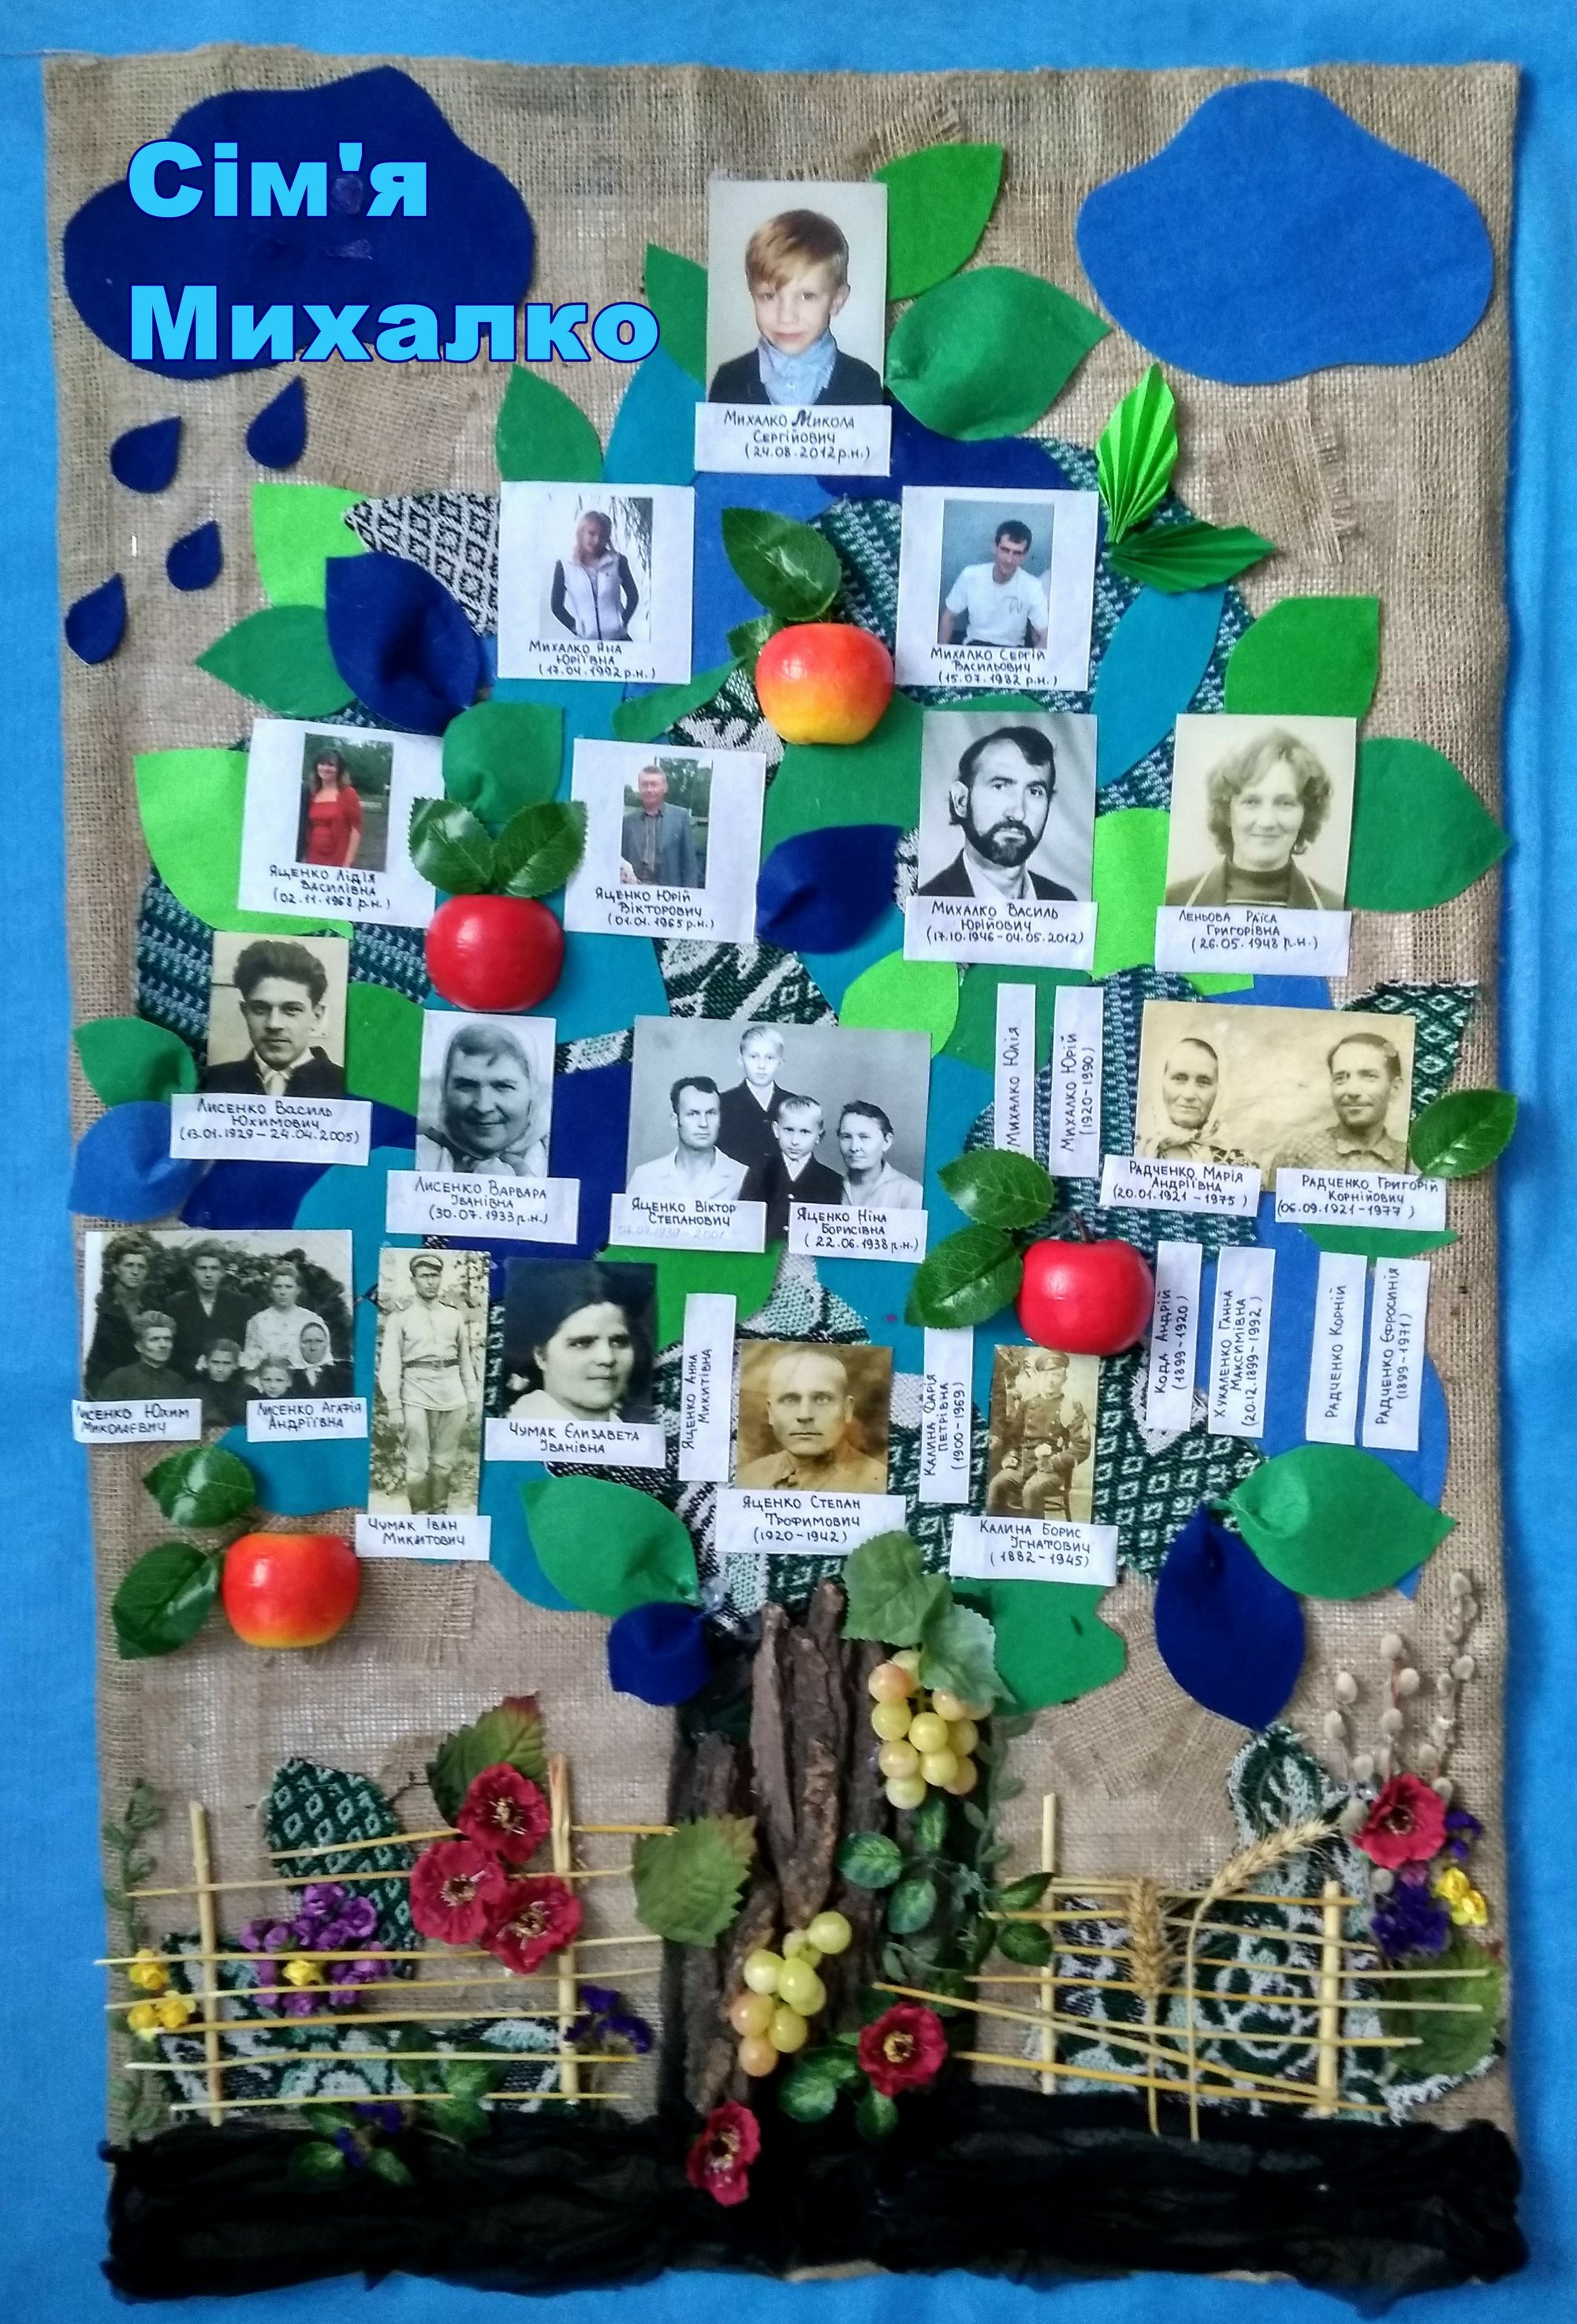 Сім'я
Михалко
Михалко Микола
Сергійович
(24.08.2012 р.н.)
Михалко Яна
Юріївна
(17.04.1992 р.н.)
Михалко Сергій
Васильович
(15.07.1982 р.н.)
Яценко Лідія
Василівна
(02.11.1968 р.н.)
Яценко Юрій
Вікторович
(01.01.1965 р.н.)
Михалко Василь
Юрійович
(17.10.1946-04.05.2012)
Леньова Раїса
Григорівна
(26.05.1948 р.н.)
Лисенко Василь
Юхимович
(13.01.1929-24.04.2005)
Лисенко Варвара
Іванівна
(30.07.1933 р.н.)
Яценко Віктор
Степанович
Яценко Ніна
Борисівна
(22.06.1938 р.н.)
Михалко Юлія
Михалко Юрій
(1920-1990)
Радченко Марія
Андріївна
(20.01.1921-1975)
Радченко Григорій
Корнійович
(06.09.1921-1977)
Лисенко Юхим
Миколаєвич
Лисенко Агафія
Андріївна
Чумак Іван
Микитович
Чумак Єлизавета
Іванівна
Яценко Анна
Микитівна
Яценко Степан
Трофимович
(1920-1942)
Калина Дарія
Петрівна
(1900-1969)
Калина Борис
Ігнатович
(1882-1945)
Кода Андрій
(1899-1920)
Хукаленко Ганна
Максимівна
(20.12.1899-1992)
Радченко Корній
Радченко Єфросинія
(1899-1971)